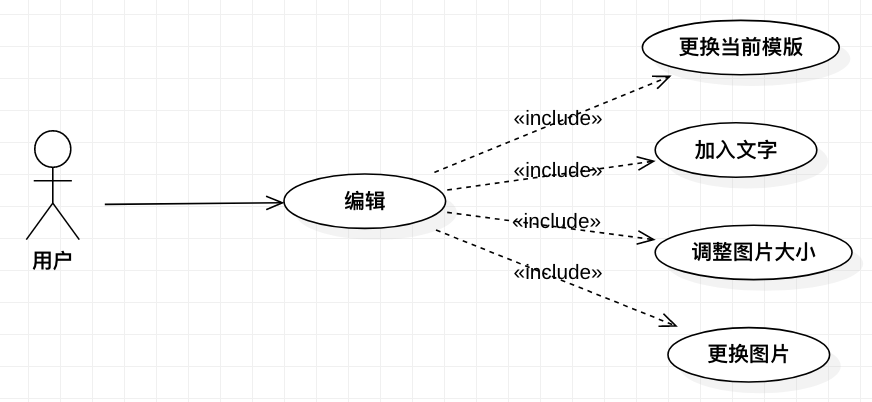 更换当前模版
«include»
加入文字
«include»
编辑
«include»
调整图片大小
用户
«include»
更换图片